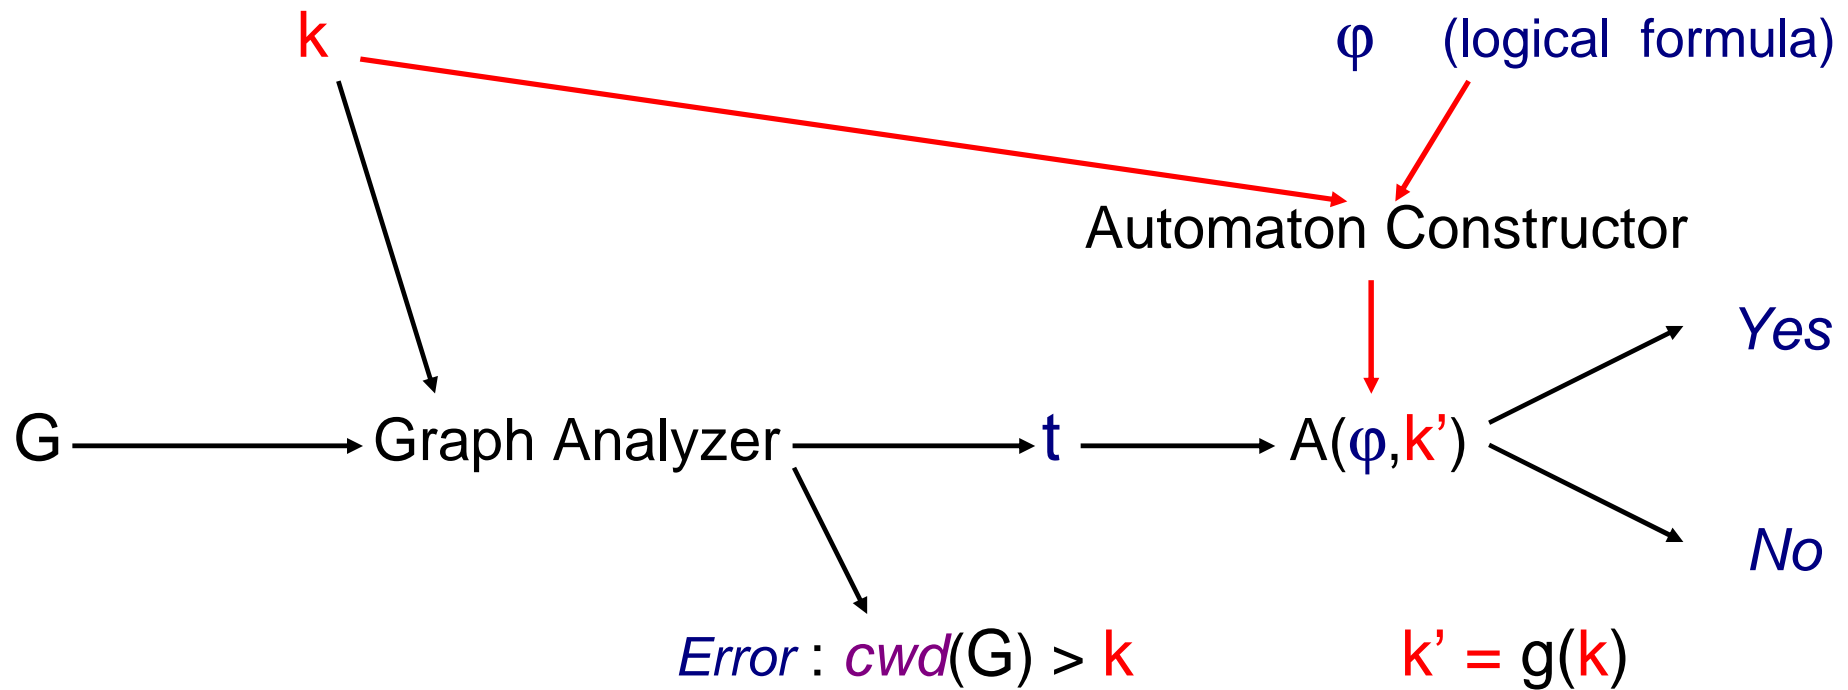 k φ (logical formula)
Automaton Constructor
Yes
G Graph Analyzer t A(φ,k’)
No
Error : cwd(G) > k k’ = g(k)